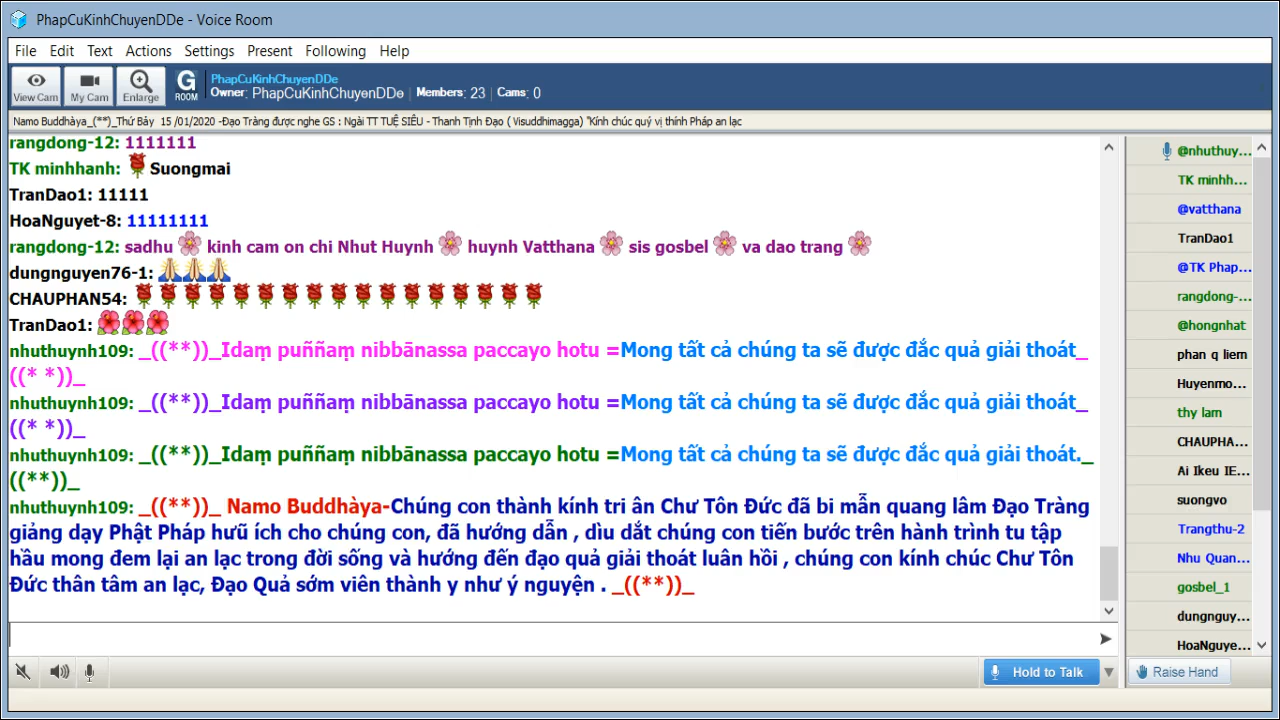 PhapCuKinhChuyenDDe - Voice Room
File Edit Text Actions Settings Present Following Help
View Cam My Cam Enlarge G ROOM
PhapCuKinhChuyenDDe
Owner: PhapCuKinhChuyenDDe Members: 23 Cams: 0
Namo Buddhàya_(**)_Thứ Bảy 15 /01/2020 -Đạo Tràng được nghe GS : Ngài TT TUỆ SIÊU - Thanh Tịnh Đạo ( Visuddhimagga) "Kính chúc quý vị thính Pháp an lạc
rangdong-12: 1111111
TK minhhanh: Suongmai
TranDao1: 11111
HoaNguyet-8: 11111111
rangdong-12: sadhu kinh cam on chi Nhut Huynh huynh Vatthana sis gosbel va dao trang
dungnguyen76-1:
CHAUPHAN54:
TranDao1:
nhuthuynh109: _((**))_Idaṃ puññaṃ nibbānassa paccayo hotu =Mong tất cả chúng ta sẽ được đắc quả giải thoát_
((* *))_
nhuthuynh109: _((**))_Idaṃ puññaṃ nibbānassa paccayo hotu =Mong tất cả chúng ta sẽ được đắc quả giải thoát_
((* *))_
nhuthuynh109: _((**))_Idaṃ puññaṃ nibbānassa paccayo hotu =Mong tất cả chúng ta sẽ được đắc quả giải thoát._
((**))_
nhuthuynh109: _((**))_ Namo Buddhàya-Chúng con thành kính tri ân Chư Tôn Đức đã bi mẫn quang lâm Đạo Tràng
giảng dạy Phật Pháp hưũ ích cho chúng con, đã hướng dẫn , dìu dắt chúng con tiến bước trên hành trình tu tập
hầu mong đem lại an lạc trong đời sống và hướng đến đạo quả giải thoát luân hồi , chúng con kính chúc Chư Tôn
Đức thân tâm an lạc, Đạo Quả sớm viên thành y như ý nguyện . _((**))_
@nhuthuy...
TK minhh...
@vatthana
TranDao1
@TK Phap...
rangdong-...
@hongnhat
phan q liem
Huyenmo...
thy lam
CHAUPHA...
Ai Ikeu IE...
suongvo
Trangthu-2
Nhu Quan...
gosbel_1
dungnguy...
HoaNguye...
Hold to Talk Raise Hand